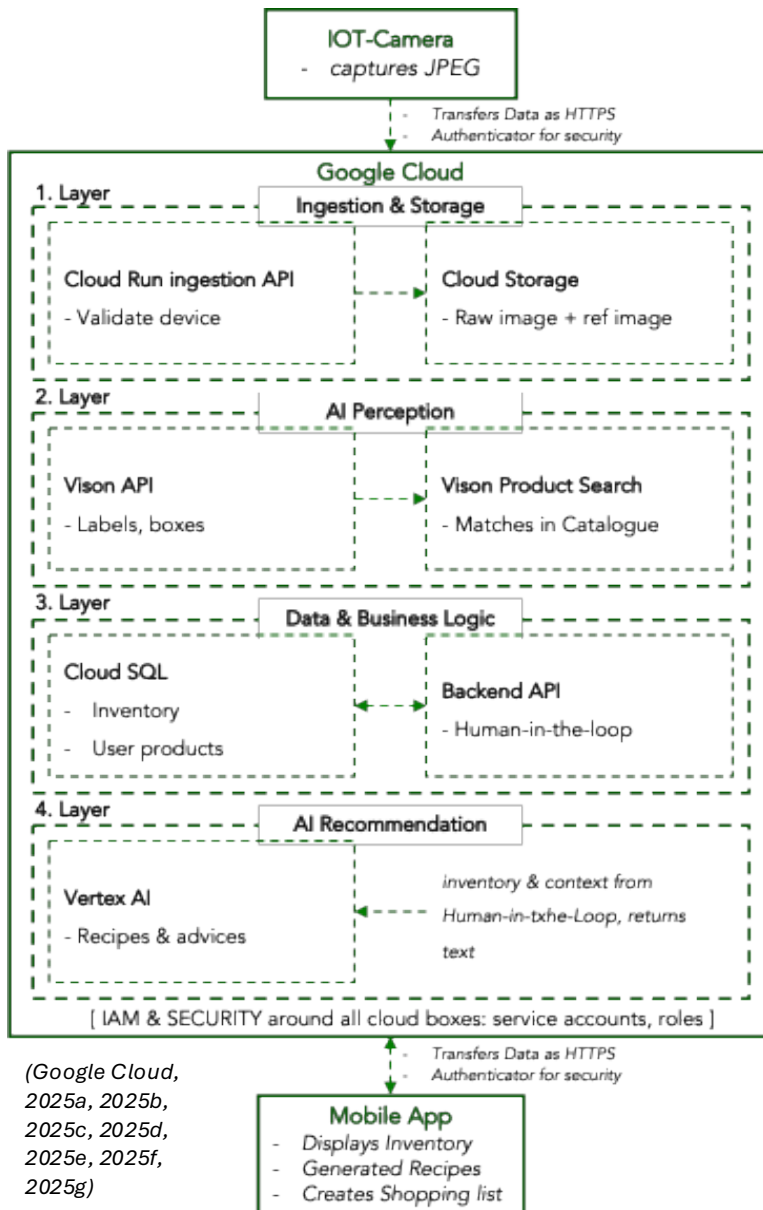 IOT-Camera
- captures JPEG
- Transfers Data as HTTPS
- Authenticator for security
Google Cloud
1. Layer
Ingestion & Storage
Cloud Run ingestion API
- Validate device
Cloud Storage
- Raw image + ref image
2. Layer
AI Perception
Vison API
- Labels, boxes
Vison Product Search
- Matches in Catalogue
3. Layer
Data & Business Logic
Cloud SQL
- Inventory
- User products
Backend API
- Human-in-the-loop
4. Layer
AI Recommendation
Vertex AI
- Recipes & advices
inventory & context from
Human-in-txhe-Loop, returns
text
[ IAM & SECURITY around all cloud boxes: service accounts, roles ]
- Transfers Data as HTTPS
- Authenticator for security
(Google Cloud,
2025a, 2025b,
2025c, 2025d,
2025e, 2025f,
2025g)
Mobile App
- Displays Inventory
- Generated Recipes
- Creates Shopping list